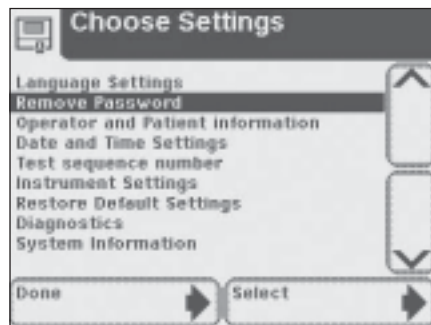 Choose Settings
Language Settings
Remove Password
Operator and Patient information
Date and Time Settings
Test sequence number
Instrument Settings
Restore Default Settings
Diagnostics
System Information
Done
Select